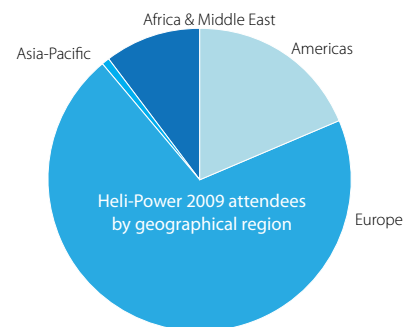 Africa & Middle East
Asia-Pacific
Americas
Heli-Power 2009 attendees
by geographical region
Europe